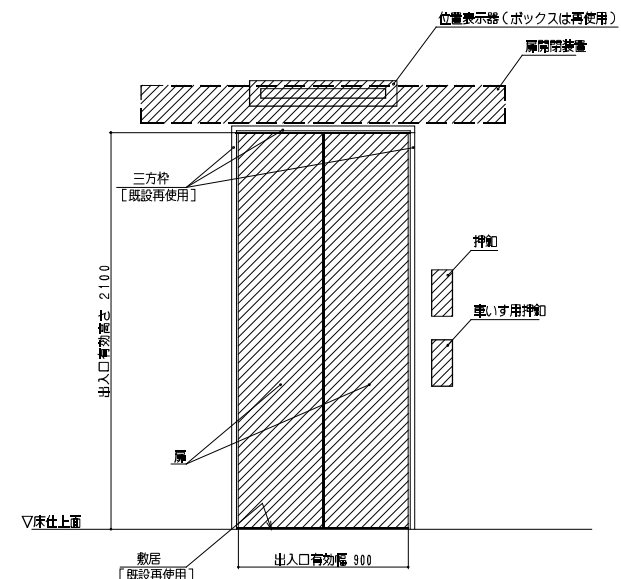 位置表示器（ボックスは再使用）
扉開閉装置
三方枠
［既設再使用］
押釦
車いす用押釦
出入口有効高さ 2100
扉
▽床仕上面
敷居
［既設再使用］
出入口有効幅 900